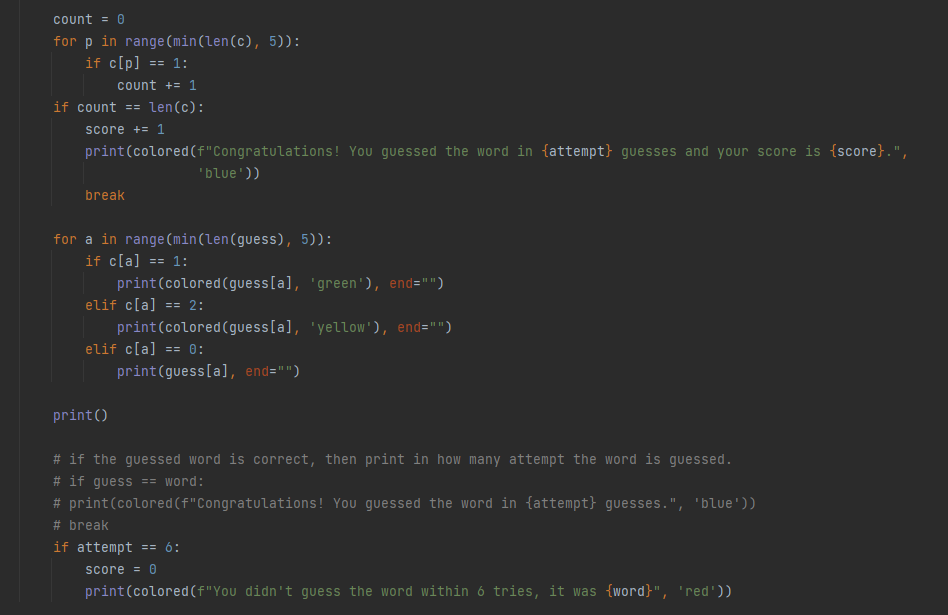 count = 0
for p in range(min(len(c), 5)):
    if c[p] == 1:
        count += 1
if count == len(c):
    score += 1
    print(colored(f"Congratulations! You guessed the word in {attempt} guesses and your score is {score}.",
                  'blue'))
    break

for a in range(min(len(guess), 5)):
    if c[a] == 1:
        print(colored(guess[a], 'green'), end="")
    elif c[a] == 2:
        print(colored(guess[a], 'yellow'), end="")
    elif c[a] == 0:
        print(guess[a], end="")

print()

# if the guessed word is correct, then print in how many attempt the word is guessed.
# if guess == word:
# print(colored(f"Congratulations! You guessed the word in {attempt} guesses.", 'blue'))
# break
if attempt == 6:
    score = 0
    print(colored(f"You didn't guess the word within 6 tries, it was {word}", 'red'))